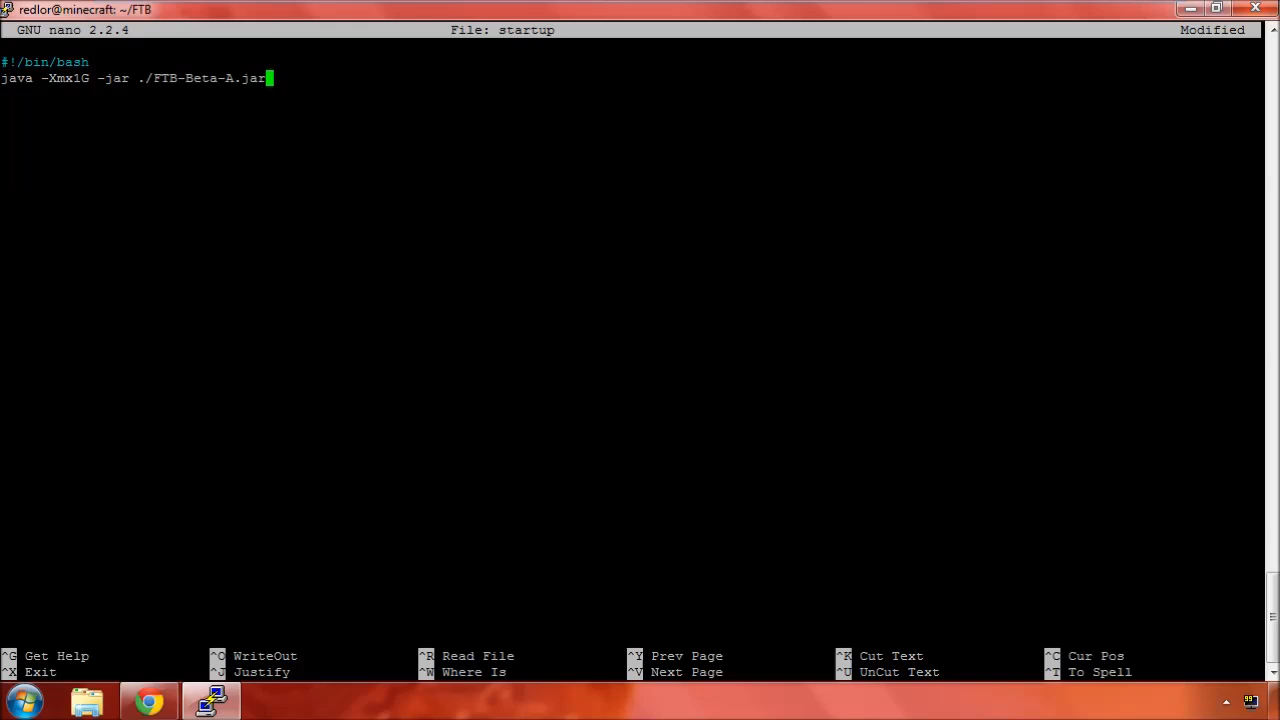 redlor@minecraft: ~/FTB
GNU nano 2.2.4 File: startup Modified
#!/bin/bash
java -Xmx1G -jar ./FTB-Beta-A.jar
^G Get Help ^O WriteOut ^R Read File ^Y Prev Page ^K Cut Text ^C Cur Pos
^X Exit ^J Justify ^W Where Is ^V Next Page ^U UnCut Text ^T To Spell
99